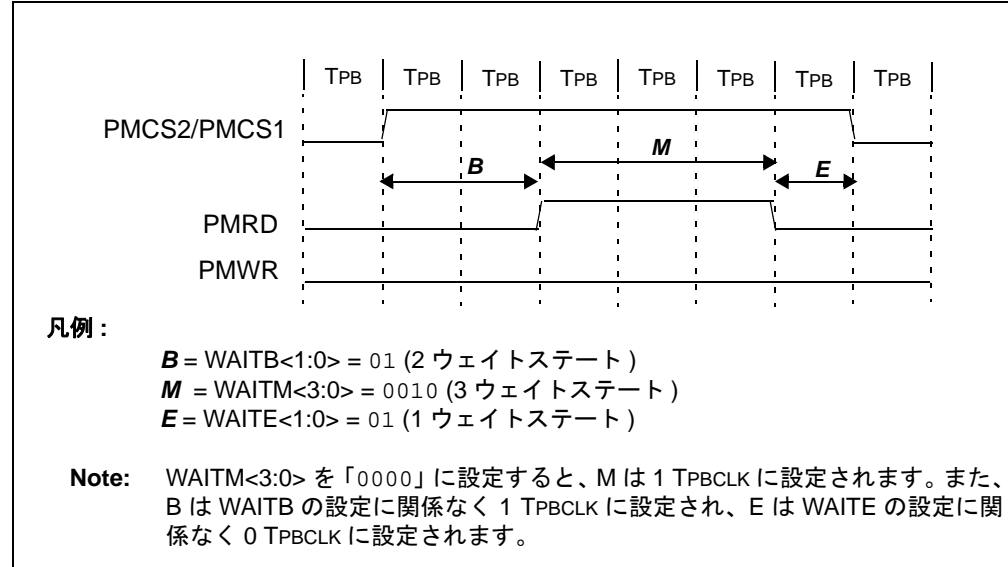 TPB TPB TPB TPB TPB TPB TPB TPB
PMCS2/PMCS1
B M E
PMRD
PMWR
凡例 :
B = WAITB<1:0> = 01 (2 ウェイトステート )
M = WAITM<3:0> = 0010 (3 ウェイトステート )
E = WAITE<1:0> = 01 (1 ウェイトステート )
Note: WAITM<3:0> を「0000」に設定すると、M は 1 TPBCLK に設定されます。また、
B は WAITB の設定に関係なく 1 TPBCLK に設定され、E は WAITE の設定に関
係なく 0 TPBCLK に設定されます。